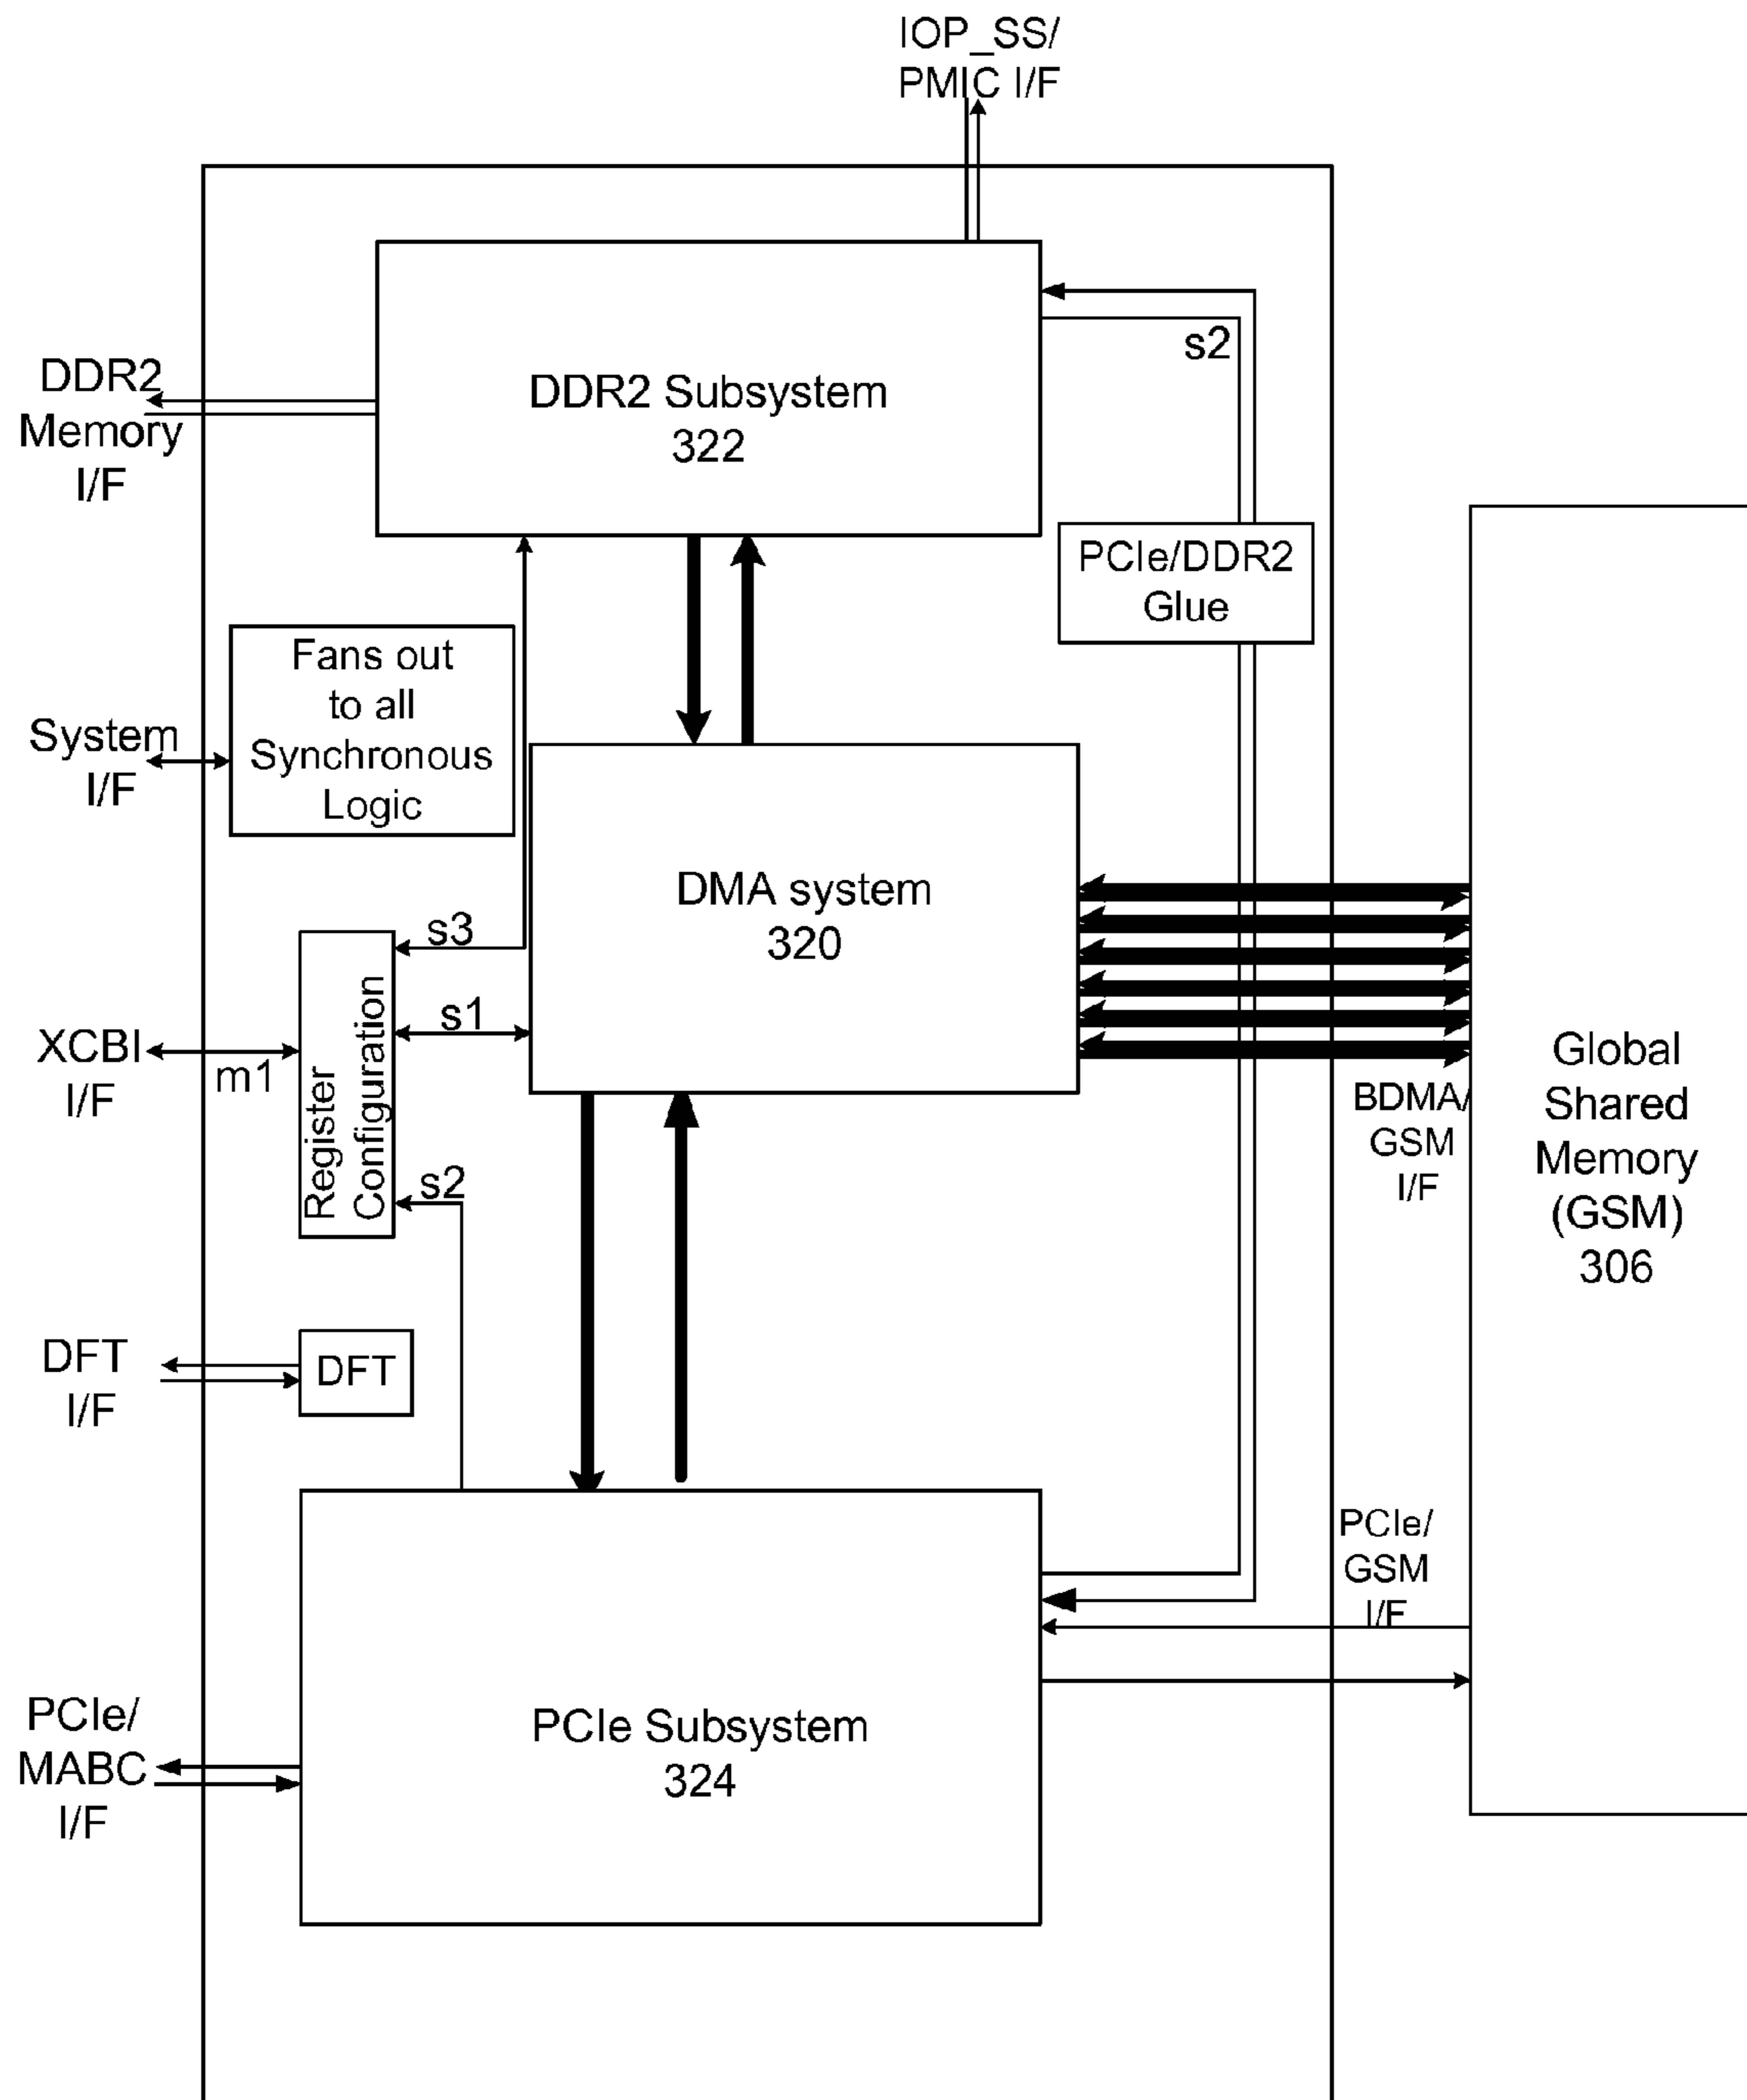 IOP_SS/
PMIC I/F
s2
DDR2
Memory
I/F
DDR2 Subsystem
322
PCIe/DDR2
Glue
Fans out
to all
Synchronous
Logic
System
I/F
DMA system
320
s3
s1
XCBI
I/F
m1
Register
Configuration
s2
BDMA/
GSM
I/F
Global
Shared
Memory
(GSM)
306
DFT
I/F
DFT
PCIe/
GSM
I/F
PCIe Subsystem
324
PCIe/
MABC
I/F